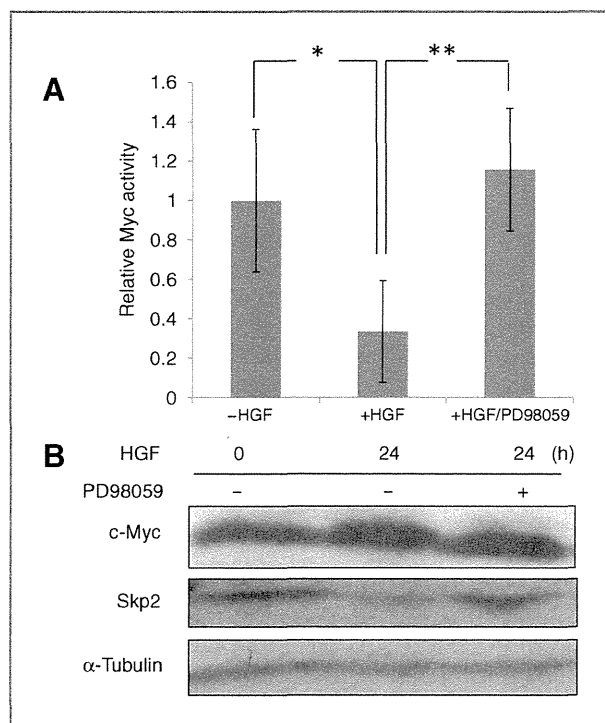 A
* **
Relative Myc activity
1.6
1.4
1.2
1
0.8
0.6
0.4
0.2
0
−HGF +HGF +HGF/PD98059
B
HGF 0 24 24 (h)
PD98059 − − +
c-Myc
Skp2
α-Tubulin